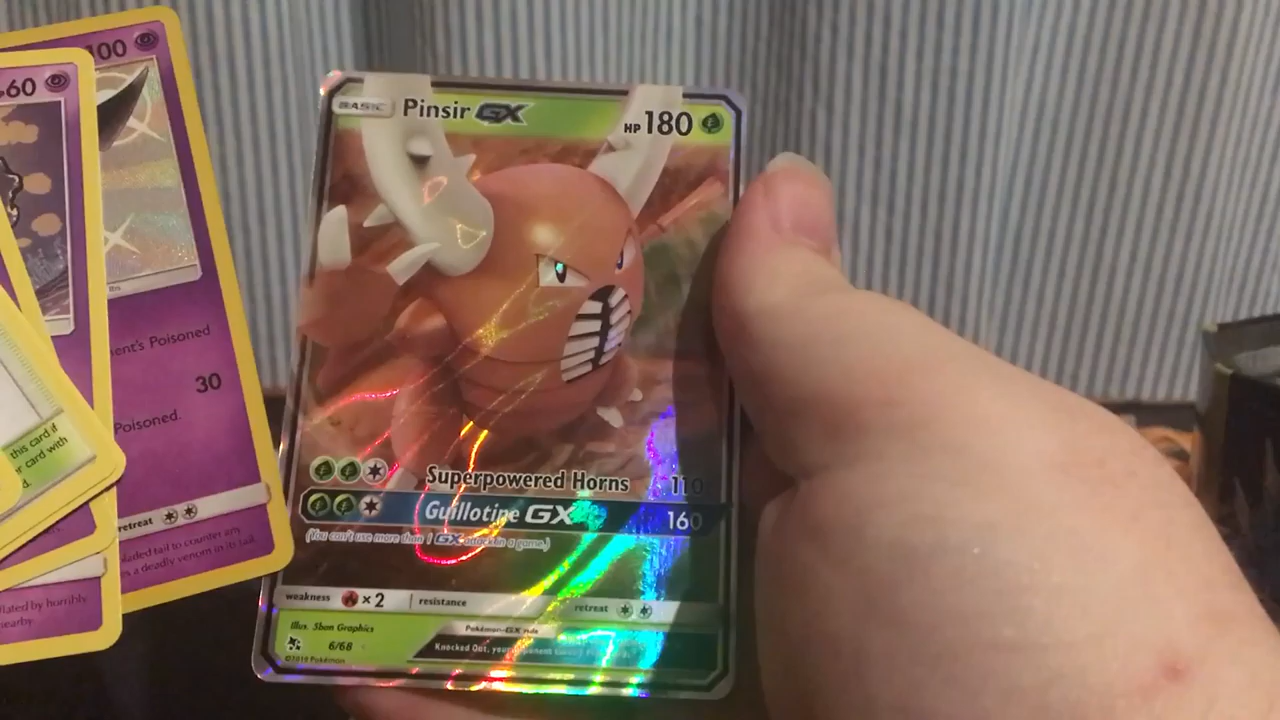 100
60
ent's Poisoned
30
Poisoned.
this card if
card with
d.
retreat
bladed tail to counter any
a deadly venom in its tail.
flated by horribly
nearby.
BASIC Pinsir GX HP 180
Superpowered Horns 110
Guillotine GX 160
(You can't use more than 1 GX attack in a game.)
weakness ×2 resistance retreat
Illus. 5ban Graphics
6/68
©2019 Pokémon
Pokémon-GX rule
Knocked Out, your opponent